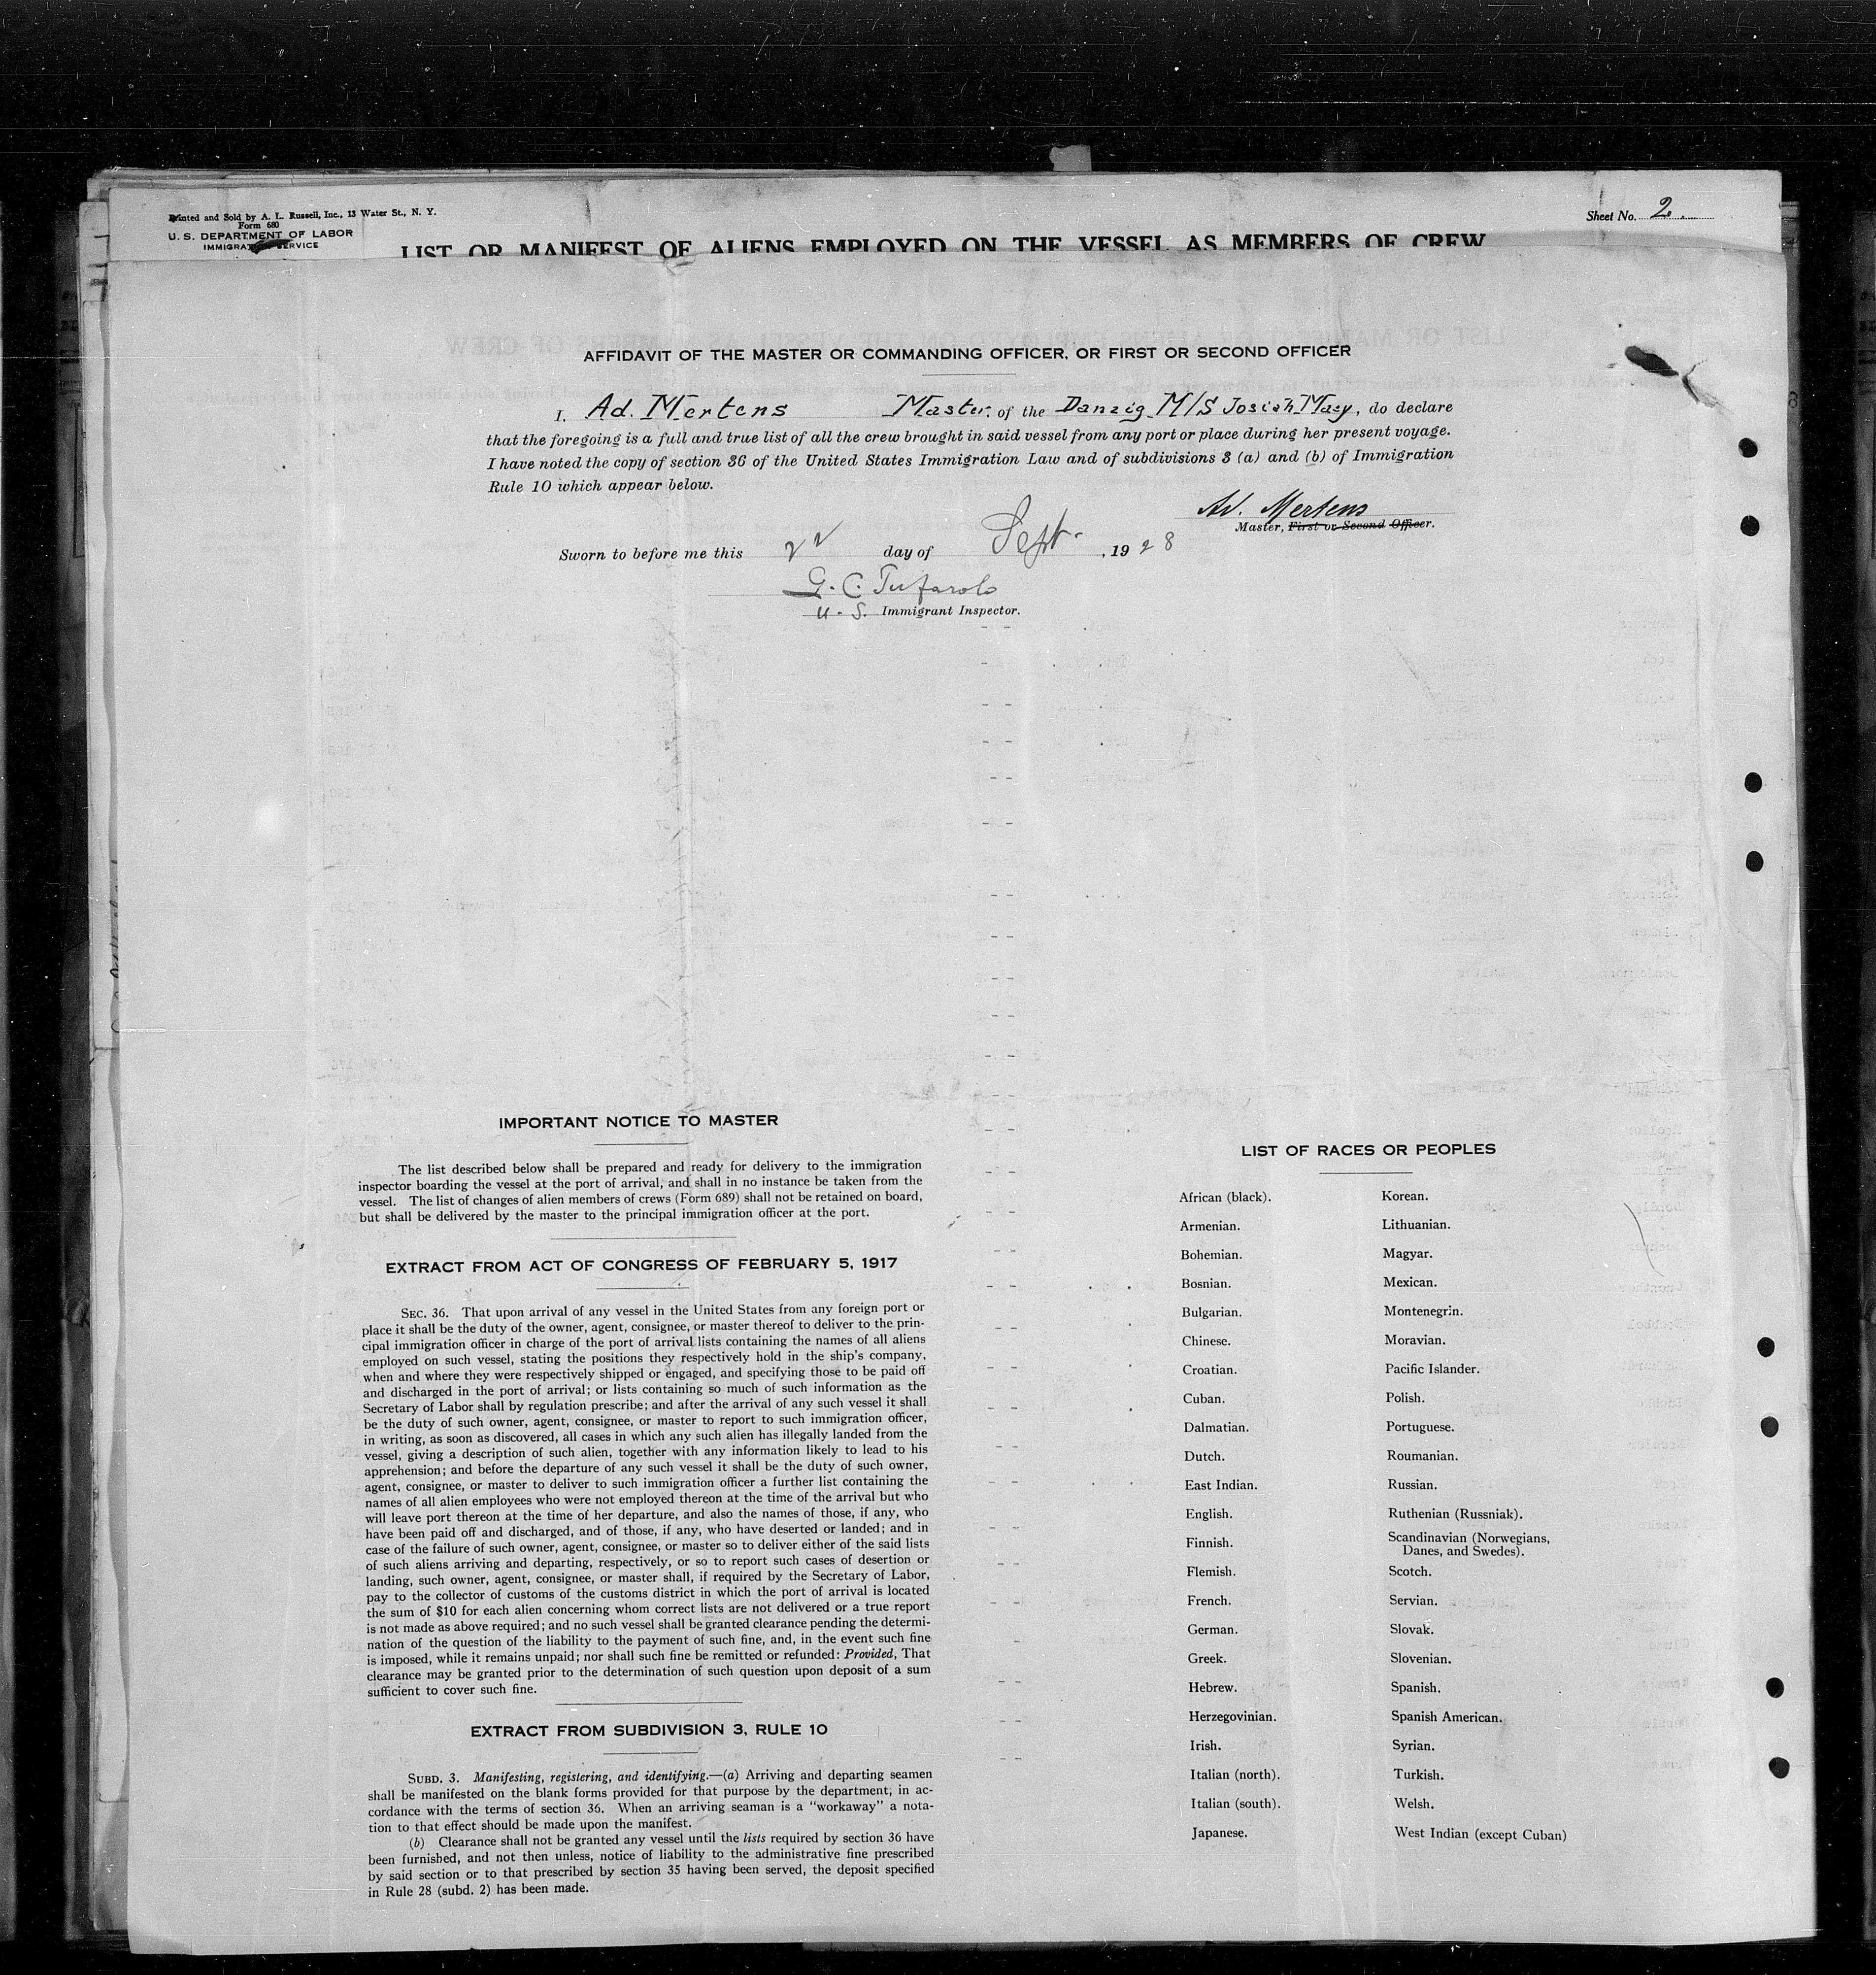 Printed and Sold by A. L. Russell, Inc., 13 Water St., N. Y.
Form 680
U. S. DEPARTMENT OF LABOR
IMMIGRATION SERVICE
Sheet No. 2.
LIST OR MANIFEST OF ALIENS EMPLOYED ON THE VESSEL AS MEMBERS OF CREW
AFFIDAVIT OF THE MASTER OR COMMANDING OFFICER, OR FIRST OR SECOND OFFICER
I, Ad. Mertens Master, of the Danzig M/S Josiah Macy, do declare
that the foregoing is a full and true list of all the crew brought in said vessel from any port or place during her present voyage.
I have noted the copy of section 36 of the United States Immigration Law and of subdivisions 3 (a) and (b) of Immigration
Rule 10 which appear below.
Ad. Mertens
Master, First or Second Officer.
Sworn to before me this 22 day of Sept. , 1928
G. C. Tufarolo
U. S. Immigrant Inspector.
IMPORTANT NOTICE TO MASTER
The list described below shall be prepared and ready for delivery to the immigration
inspector boarding the vessel at the port of arrival, and shall in no instance be taken from the
vessel. The list of changes of alien members of crews (Form 689) shall not be retained on board,
but shall be delivered by the master to the principal immigration officer at the port.
EXTRACT FROM ACT OF CONGRESS OF FEBRUARY 5, 1917
SEC. 36. That upon arrival of any vessel in the United States from any foreign port or
place it shall be the duty of the owner, agent, consignee, or master thereof to deliver to the prin-
cipal immigration officer in charge of the port of arrival lists containing the names of all aliens
employed on such vessel, stating the positions they respectively hold in the ship's company,
when and where they were respectively shipped or engaged, and specifying those to be paid off
and discharged in the port of arrival; or lists containing so much of such information as the
Secretary of Labor shall by regulation prescribe; and after the arrival of any such vessel it shall
be the duty of such owner, agent, consignee, or master to report to such immigration officer,
in writing, as soon as discovered, all cases in which any such alien has illegally landed from the
vessel, giving a description of such alien, together with any information likely to lead to his
apprehension; and before the departure of any such vessel it shall be the duty of such owner,
agent, consignee, or master to deliver to such immigration officer a further list containing the
names of all alien employees who were not employed thereon at the time of the arrival but who
will leave port thereon at the time of her departure, and also the names of those, if any, who
have been paid off and discharged, and of those, if any, who have deserted or landed; and in
case of the failure of such owner, agent, consignee, or master so to deliver either of the said lists
of such aliens arriving and departing, respectively, or so to report such cases of desertion or
landing, such owner, agent, consignee, or master shall, if required by the Secretary of Labor,
pay to the collector of customs of the customs district in which the port of arrival is located
the sum of $10 for each alien concerning whom correct lists are not delivered or a true report
is not made as above required; and no such vessel shall be granted clearance pending the determi-
nation of the question of the liability to the payment of such fine, and, in the event such fine
is imposed, while it remains unpaid; nor shall such fine be remitted or refunded: Provided, That
clearance may be granted prior to the determination of such question upon deposit of a sum
sufficient to cover such fine.
EXTRACT FROM SUBDIVISION 3, RULE 10
SUBD. 3. Manifesting, registering, and identifying.—(a) Arriving and departing seamen
shall be manifested on the blank forms provided for that purpose by the department, in ac-
cordance with the terms of section 36. When an arriving seaman is a "workaway" a nota-
tion to that effect should be made upon the manifest.
(b) Clearance shall not be granted any vessel until the lists required by section 36 have
been furnished, and not then unless, notice of liability to the administrative fine prescribed
by said section or to that prescribed by section 35 having been served, the deposit specified
in Rule 28 (subd. 2) has been made.
LIST OF RACES OR PEOPLES
African (black).
Armenian.
Bohemian.
Bosnian.
Bulgarian.
Chinese.
Croatian.
Cuban.
Dalmatian.
Dutch.
East Indian.
English.
Finnish.
Flemish.
French.
German.
Greek.
Hebrew.
Herzegovinian.
Irish.
Italian (north).
Italian (south).
Japanese.
Korean.
Lithuanian.
Magyar.
Mexican.
Montenegrin.
Moravian.
Pacific Islander.
Polish.
Portuguese.
Roumanian.
Russian.
Ruthenian (Russniak).
Scandinavian (Norwegians,
Danes, and Swedes).
Scotch.
Servian.
Slovak.
Slovenian.
Spanish.
Spanish American.
Syrian.
Turkish.
Welsh.
West Indian (except Cuban)